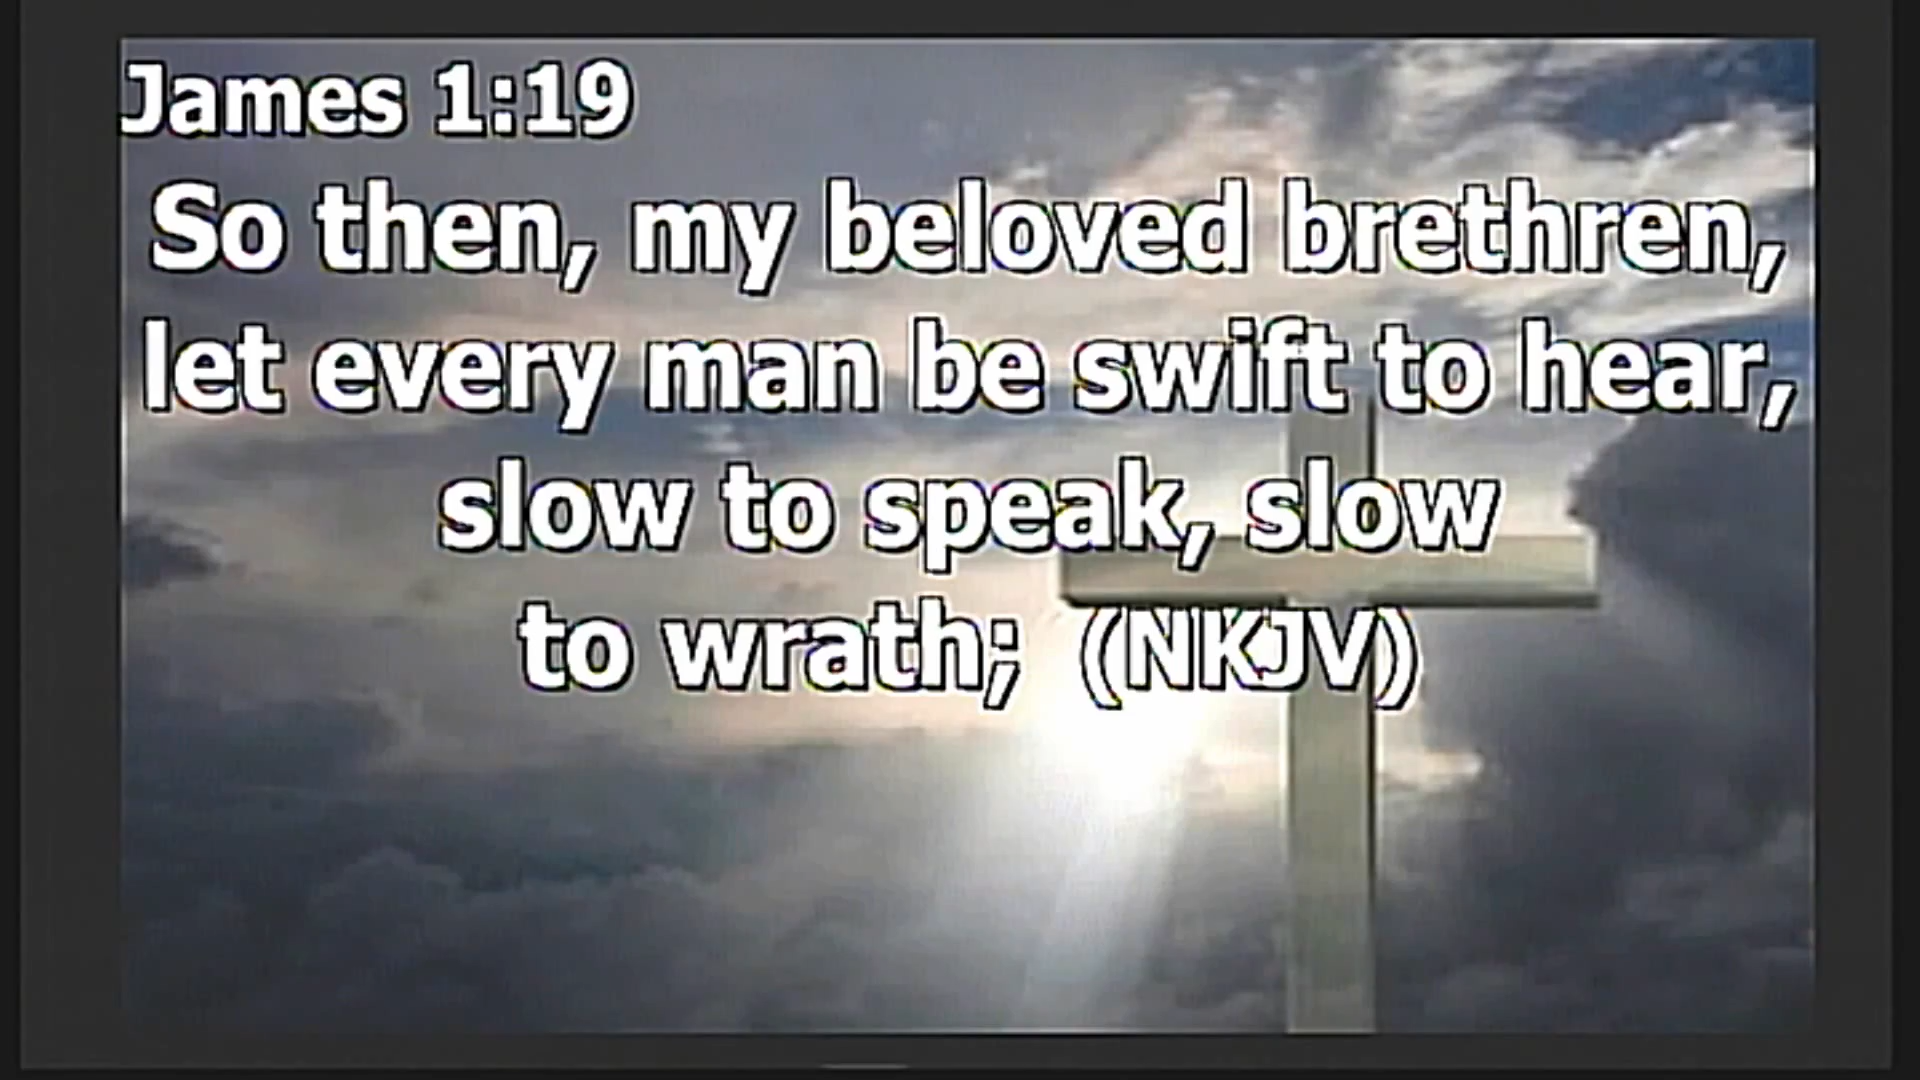 James 1:19
So then, my beloved brethren,
let every man be swift to hear,
slow to speak, slow
to wrath; (NKJV)